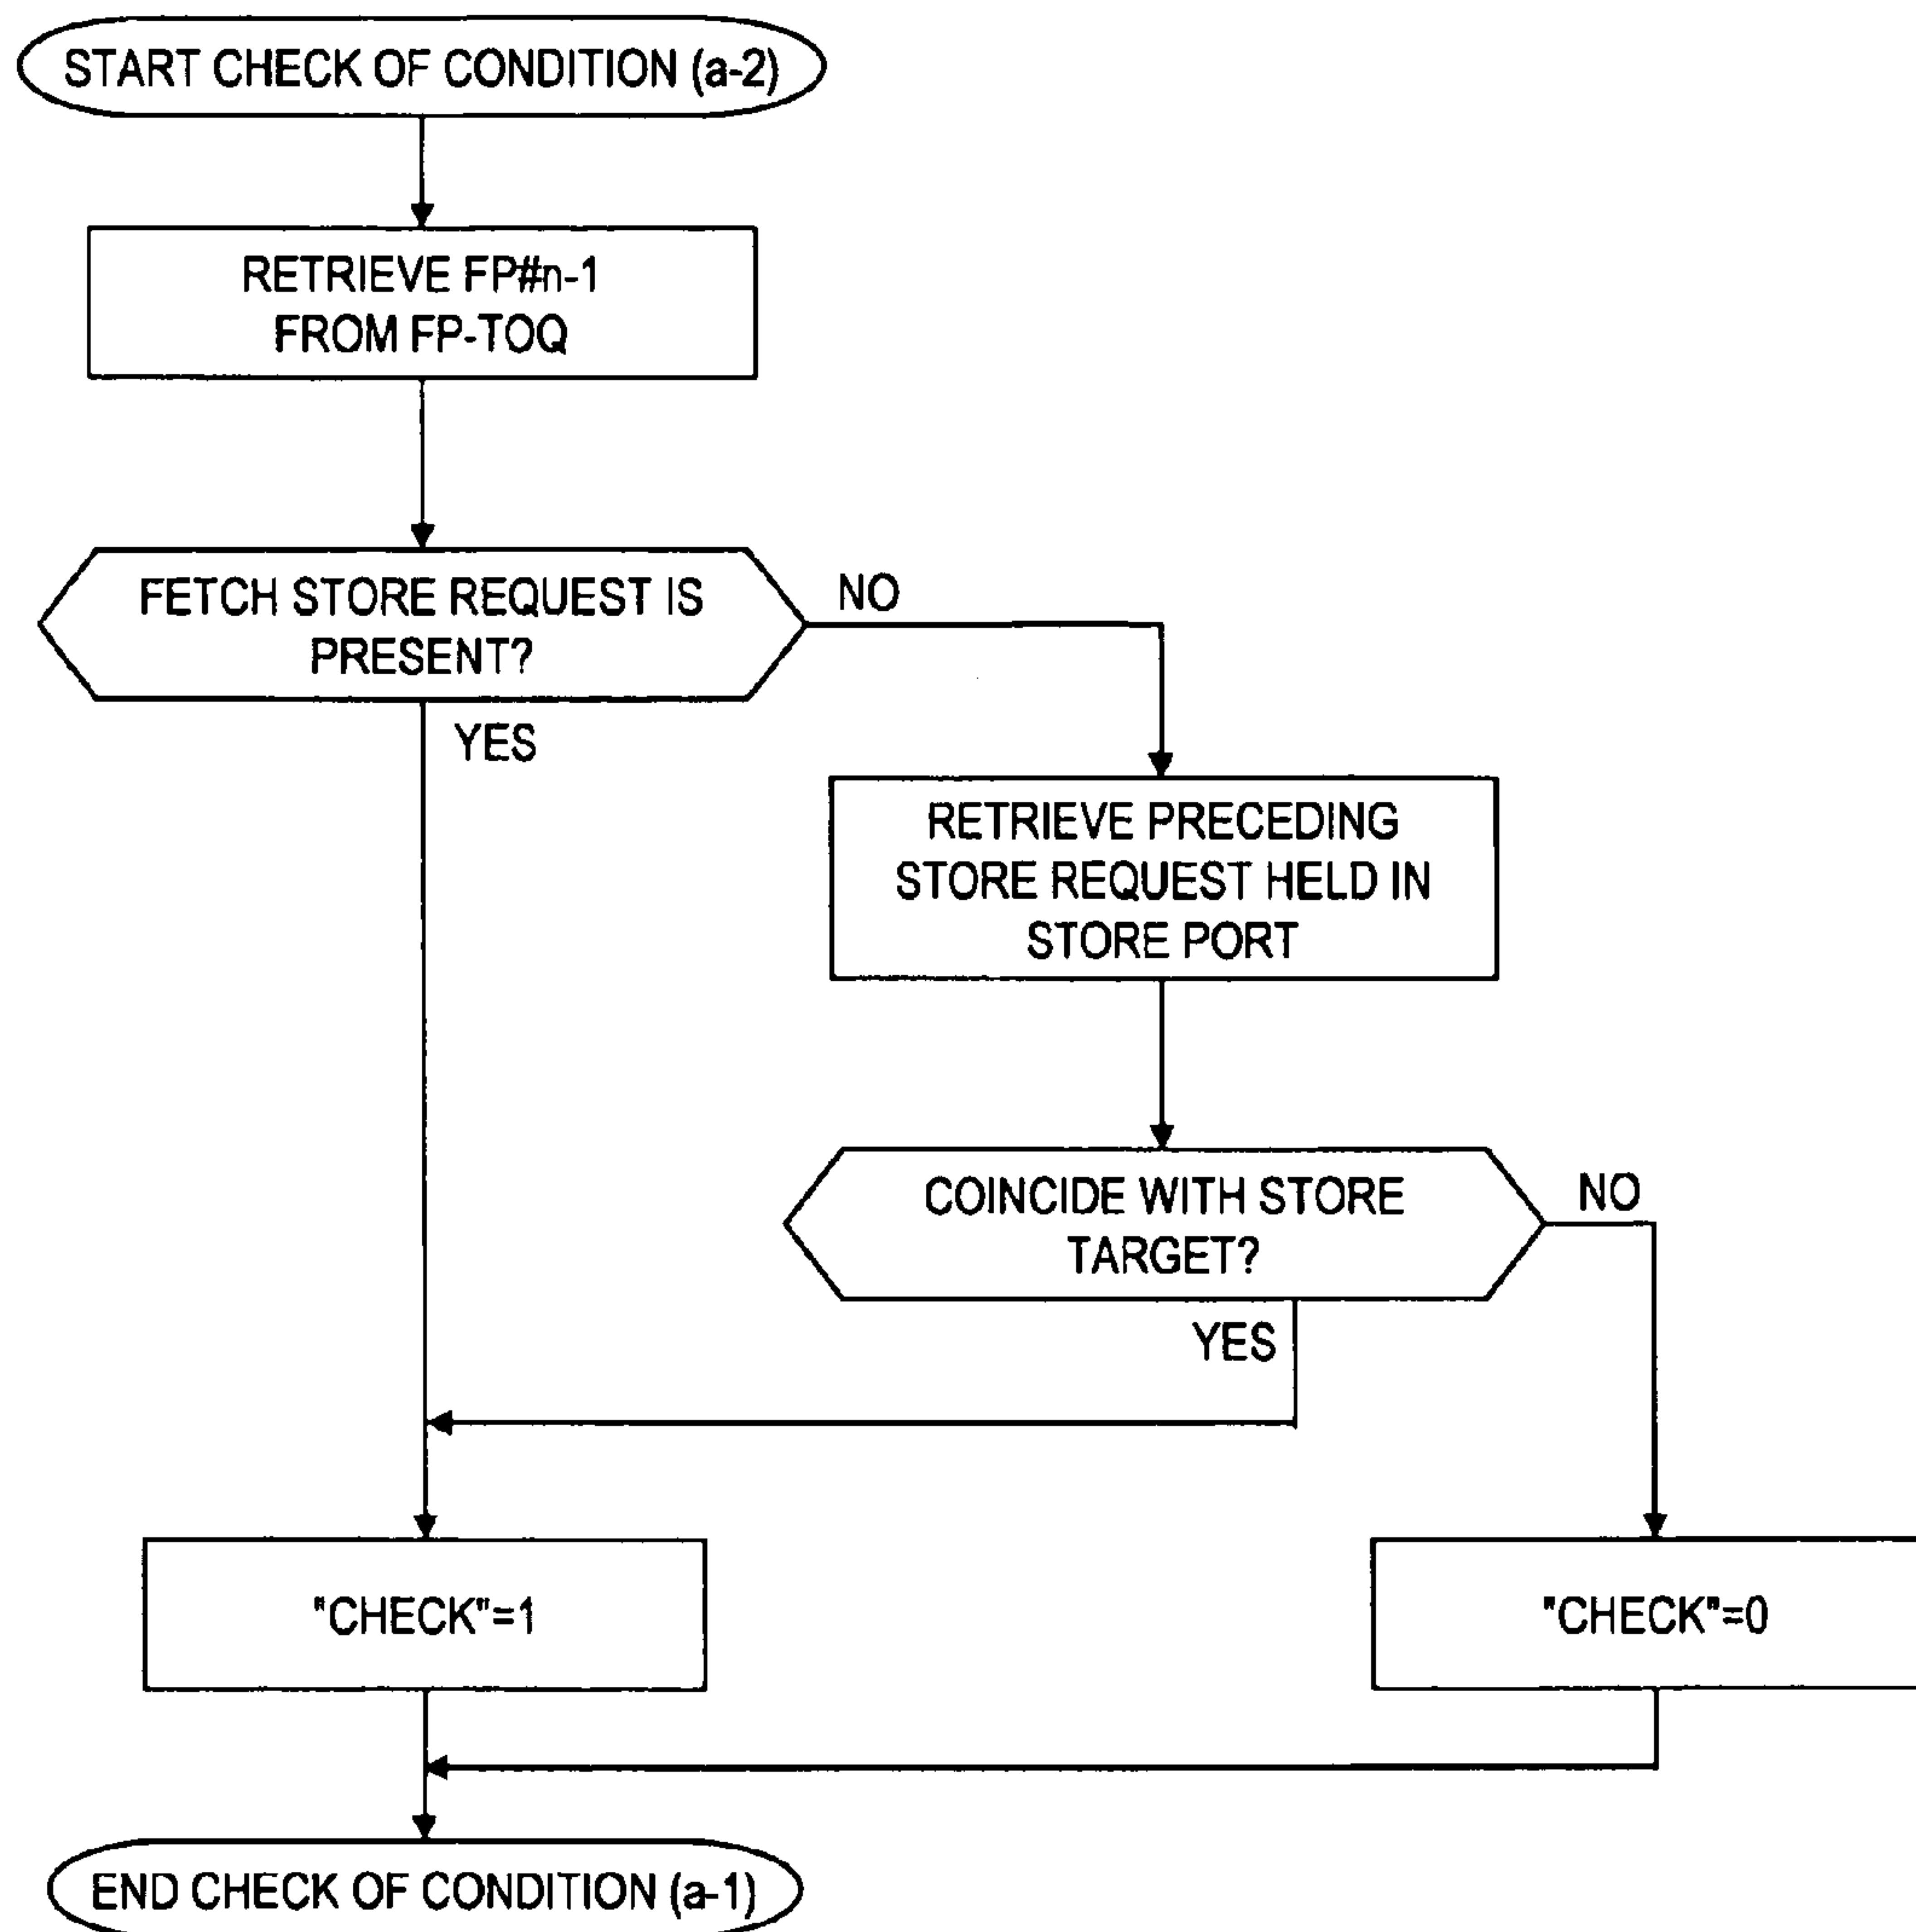 START CHECK OF CONDITION (a-2)
RETRIEVE FP#n-1
FROM FP-TOQ
FETCH STORE REQUEST IS
PRESENT?
NO
YES
RETRIEVE PRECEDING
STORE REQUEST HELD IN
STORE PORT
COINCIDE WITH STORE
TARGET?
NO
YES
"CHECK"=1
"CHECK"=0
END CHECK OF CONDITION (a-1)